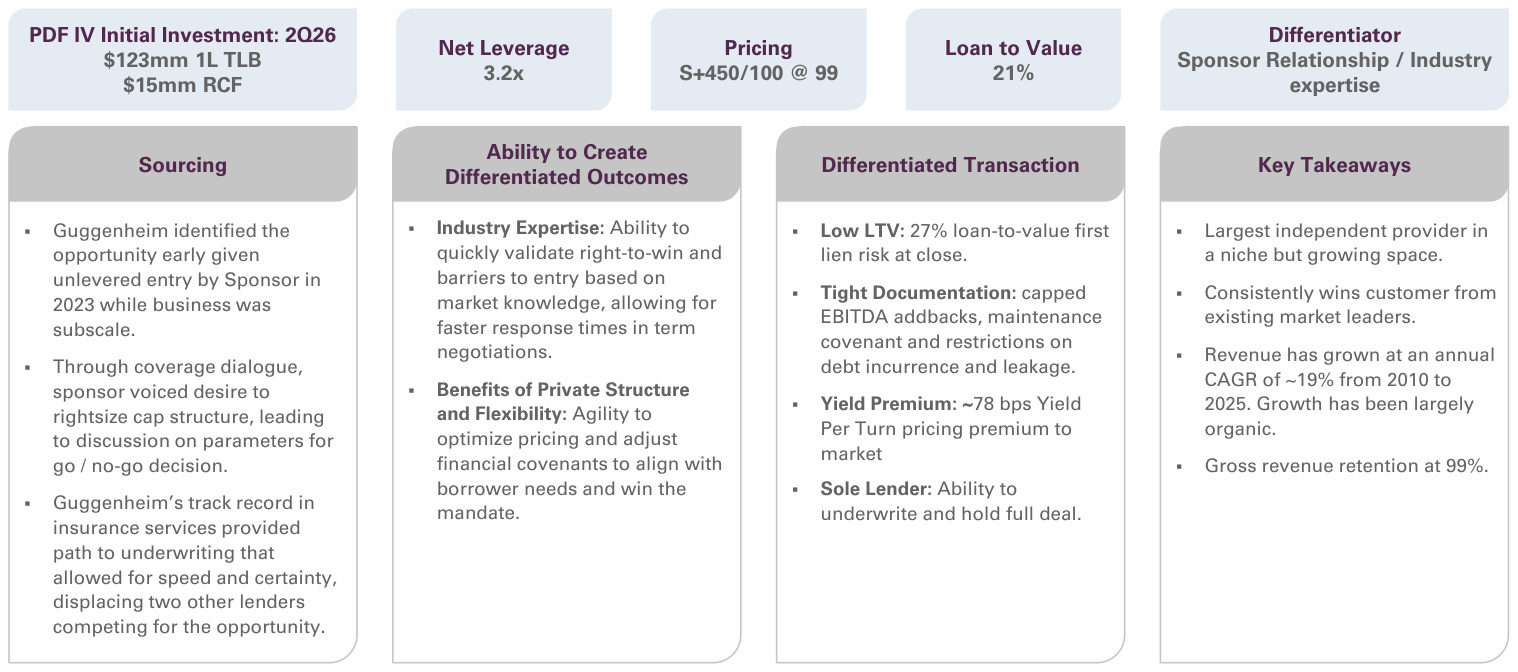 PDF IV Initial Investment: 2Q26
$123mm 1L TLB
$15mm RCF
Net Leverage
3.2x
Pricing
S+450/100 @ 99
Loan to Value
21%
Differentiator
Sponsor Relationship / Industry
expertise
Sourcing
▪ Guggenheim identified the
opportunity early given
unlevered entry by Sponsor in
2023 while business was
subscale.
▪ Through coverage dialogue,
sponsor voiced desire to
rightsize cap structure, leading
to discussion on parameters for
go / no-go decision.
▪ Guggenheim’s track record in
insurance services provided
path to underwriting that
allowed for speed and certainty,
displacing two other lenders
competing for the opportunity.
Ability to Create
Differentiated Outcomes
▪ Industry Expertise: Ability to
quickly validate right-to-win and
barriers to entry based on
market knowledge, allowing for
faster response times in term
negotiations.
▪ Benefits of Private Structure
and Flexibility: Agility to
optimize pricing and adjust
financial covenants to align with
borrower needs and win the
mandate.
Differentiated Transaction
▪ Low LTV: 27% loan-to-value first
lien risk at close.
▪ Tight Documentation: capped
EBITDA addbacks, maintenance
covenant and restrictions on
debt incurrence and leakage.
▪ Yield Premium: ~78 bps Yield
Per Turn pricing premium to
market
▪ Sole Lender: Ability to
underwrite and hold full deal.
Key Takeaways
▪ Largest independent provider in
a niche but growing space.
▪ Consistently wins customer from
existing market leaders.
▪ Revenue has grown at an annual
CAGR of ~19% from 2010 to
2025. Growth has been largely
organic.
▪ Gross revenue retention at 99%.